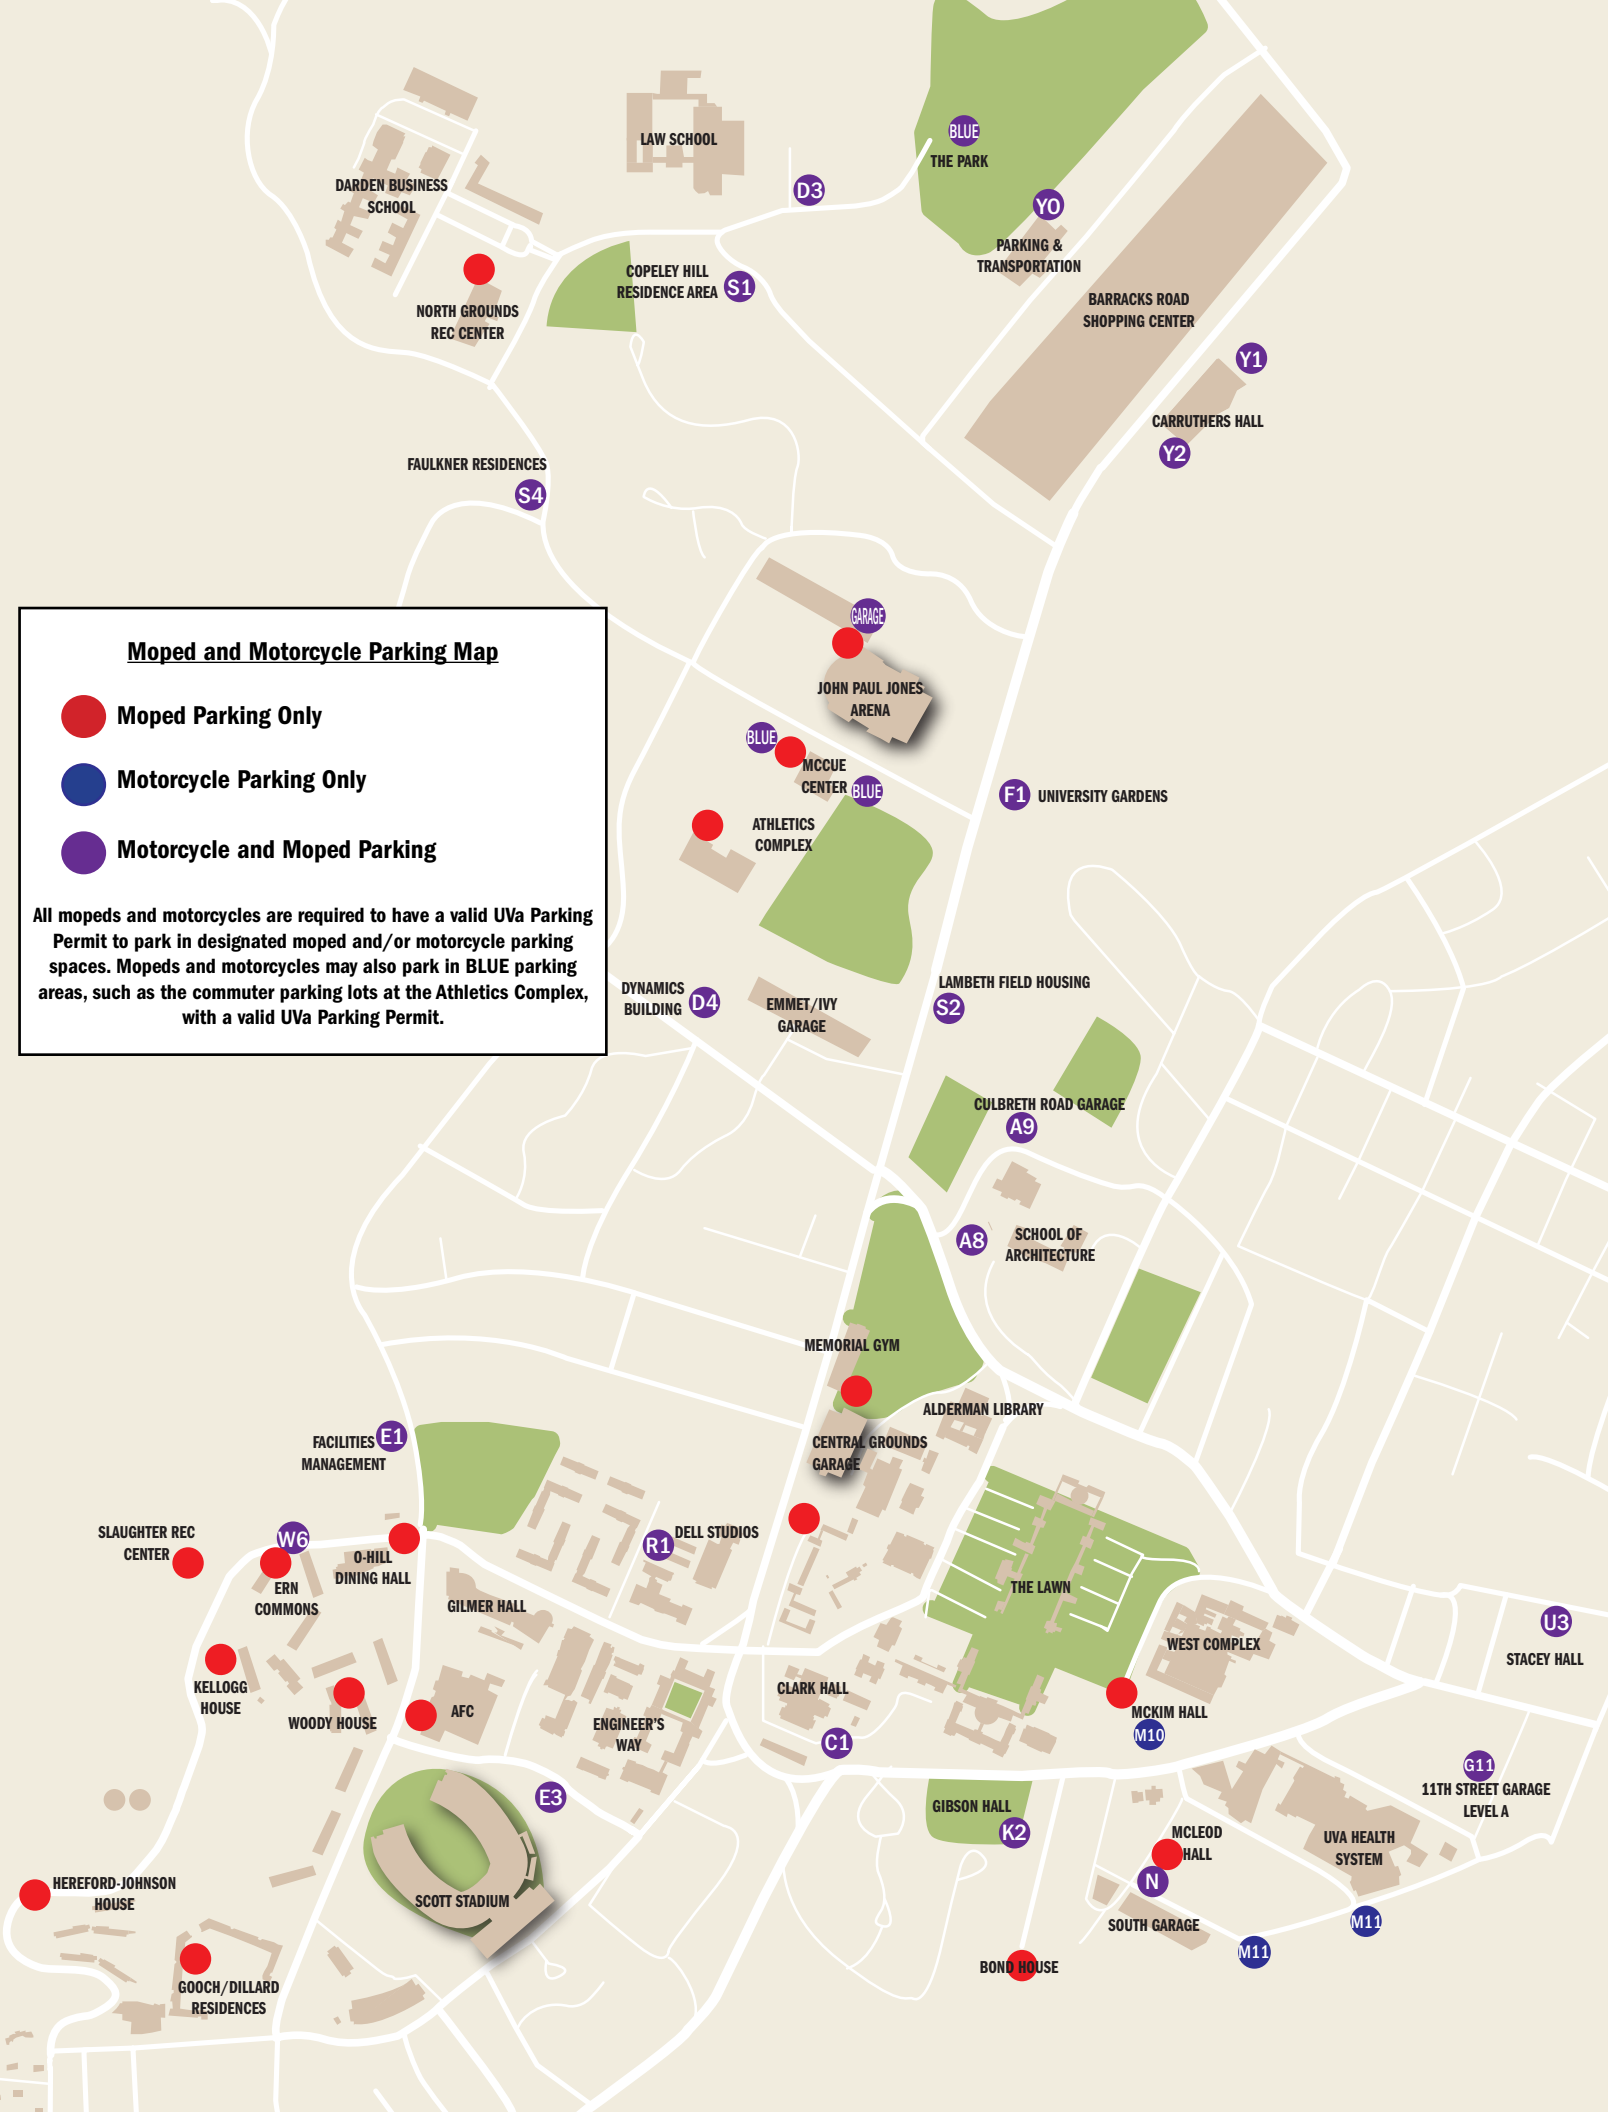 LAW SCHOOL
BLUE
THE PARK
DARDEN BUSINESS
SCHOOL
D3
Y0
PARKING &
TRANSPORTATION
COPELEY HILL
RESIDENCE AREA
S1
NORTH GROUNDS
REC CENTER
BARRACKS ROAD
SHOPPING CENTER
Y1
CARRUTHERS HALL
Y2
FAULKNER RESIDENCES
S4
GARAGE
JOHN PAUL JONES
ARENA
Moped and Motorcycle Parking Map
Moped Parking Only
Motorcycle Parking Only
Motorcycle and Moped Parking
All mopeds and motorcycles are required to have a valid UVa Parking
Permit to park in designated moped and/or motorcycle parking
spaces. Mopeds and motorcycles may also park in BLUE parking
areas, such as the commuter parking lots at the Athletics Complex,
with a valid UVa Parking Permit.
BLUE
MCCUE
CENTER
BLUE
F1
UNIVERSITY GARDENS
ATHLETICS
COMPLEX
DYNAMICS
BUILDING
D4
EMMET/IVY
GARAGE
LAMBETH FIELD HOUSING
S2
CULBRETH ROAD GARAGE
A9
A8
SCHOOL OF
ARCHITECTURE
MEMORIAL GYM
ALDERMAN LIBRARY
CENTRAL GROUNDS
GARAGE
FACILITIES
MANAGEMENT
E1
SLAUGHTER REC
CENTER
W6
ERN
COMMONS
O-HILL
DINING HALL
R1
DELL STUDIOS
GILMER HALL
THE LAWN
WEST COMPLEX
U3
STACEY HALL
KELLOGG
HOUSE
WOODY HOUSE
AFC
ENGINEER'S
WAY
CLARK HALL
C1
MCKIM HALL
M10
G11
11TH STREET GARAGE
LEVEL A
E3
GIBSON HALL
K2
MCLEOD
HALL
N
UVA HEALTH
SYSTEM
HEREFORD-JOHNSON
HOUSE
SCOTT STADIUM
SOUTH GARAGE
M11
M11
BOND HOUSE
GOOCH/DILLARD
RESIDENCES